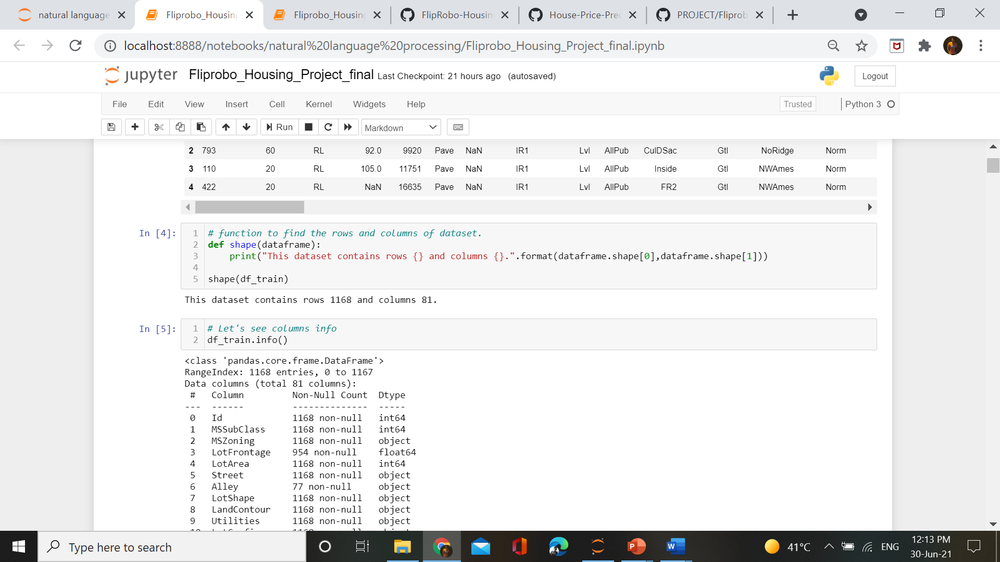 natural language
Fliprobo_Housing
Fliprobo_Housing
FlipRobo-Housin
House-Price-Pred
PROJECT/Fliprob
localhost:8888/notebooks/natural%20language%20processing/Fliprobo_Housing_Project_final.ipynb
jupyter Fliprobo_Housing_Project_final Last Checkpoint: 21 hours ago (autosaved) Logout
File Edit View Insert Cell Kernel Widgets Help Trusted Python 3
Run Markdown
2 793 60 RL 92.0 9920 Pave NaN IR1 Lvl AllPub CulDSac Gtl NoRidge Norm
3 110 20 RL 105.0 11751 Pave NaN IR1 Lvl AllPub Inside Gtl NWAmes Norm
4 422 20 RL NaN 16635 Pave NaN IR1 Lvl AllPub FR2 Gtl NWAmes Norm
In [4]: 1 # function to find the rows and columns of dataset.
2 def shape(dataframe):
3 print("This dataset contains rows {} and columns {}.".format(dataframe.shape[0],dataframe.shape[1]))
4
5 shape(df_train)
This dataset contains rows 1168 and columns 81.
In [5]: 1 # Let's see columns info
2 df_train.info()
<class 'pandas.core.frame.DataFrame'>
RangeIndex: 1168 entries, 0 to 1167
Data columns (total 81 columns):
# Column Non-Null Count Dtype
--- ------ -------------- -----
0 Id 1168 non-null int64
1 MSSubClass 1168 non-null int64
2 MSZoning 1168 non-null object
3 LotFrontage 954 non-null float64
4 LotArea 1168 non-null int64
5 Street 1168 non-null object
6 Alley 77 non-null object
7 LotShape 1168 non-null object
8 LandContour 1168 non-null object
9 Utilities 1168 non-null object
Type here to search
41°C ENG
12:13 PM
30-Jun-21